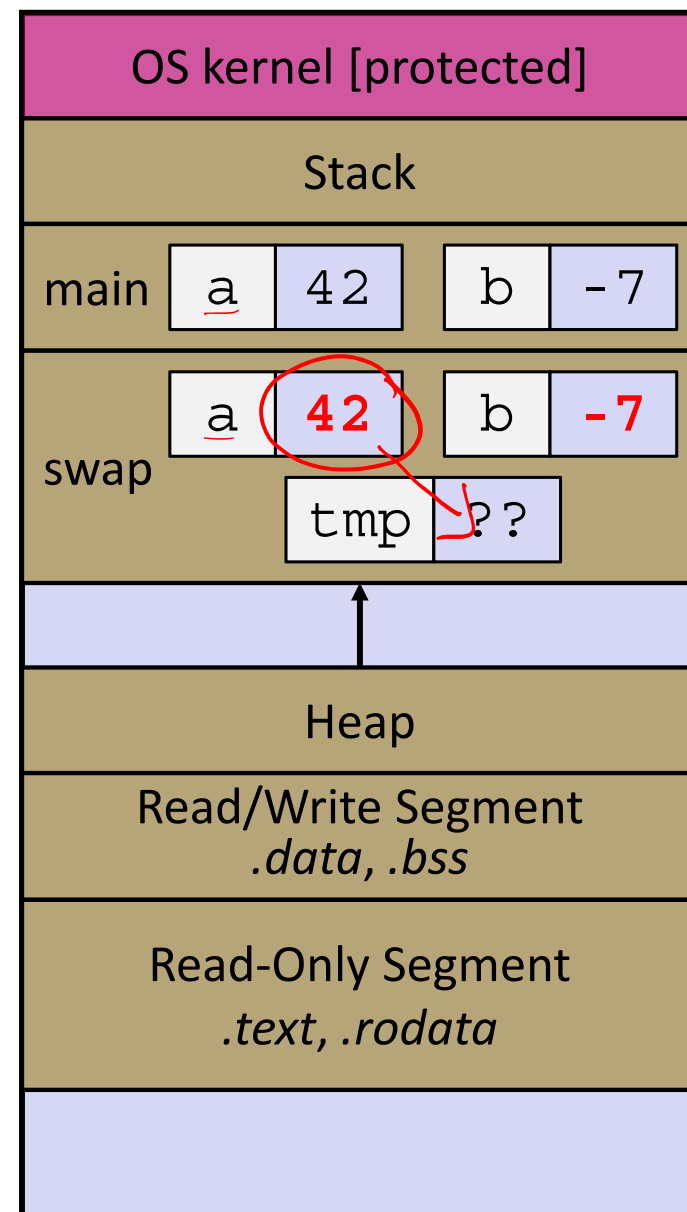 OS kernel [protected]
Stack
main a 42 b -7
swap a 42 b -7
tmp ??
Heap
Read/Write Segment
.data, .bss
Read-Only Segment
.text, .rodata